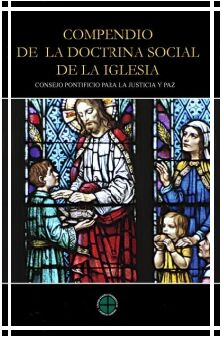 COMPENDIO
DE LA DOCTRINA SOCIAL
DE LA IGLESIA
CONSEJO PONTIFICIO PARA LA JUSTICIA Y PAZ